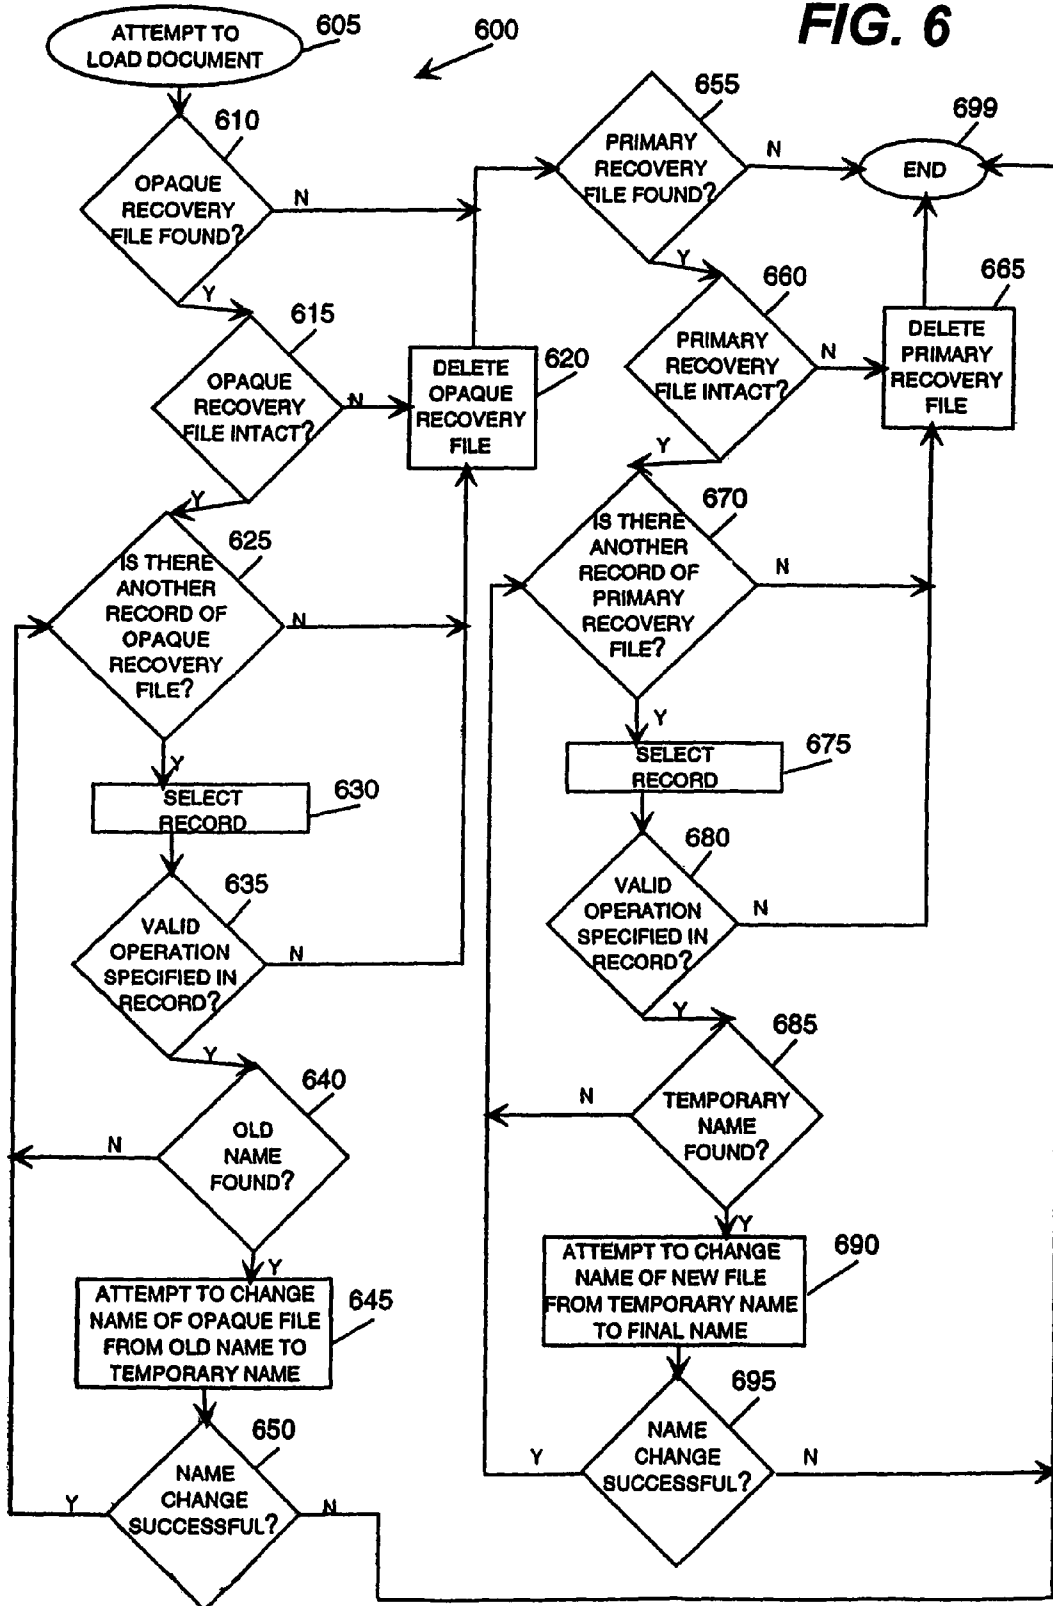 FIG. 6
600
ATTEMPT TO
LOAD DOCUMENT
605
610
OPAQUE
RECOVERY
FILE FOUND?
N
Y
615
OPAQUE
RECOVERY
FILE INTACT?
N
Y
DELETE
OPAQUE
RECOVERY
FILE
620
625
IS THERE
ANOTHER
RECORD OF
OPAQUE
RECOVERY
FILE?
N
Y
SELECT
RECORD
630
635
VALID
OPERATION
SPECIFIED IN
RECORD?
N
Y
640
OLD
NAME
FOUND?
N
Y
ATTEMPT TO CHANGE
NAME OF OPAQUE FILE
FROM OLD NAME TO
TEMPORARY NAME
645
650
NAME
CHANGE
SUCCESSFUL?
Y
N
655
PRIMARY
RECOVERY
FILE FOUND?
N
Y
699
END
660
PRIMARY
RECOVERY
FILE INTACT?
N
Y
665
DELETE
PRIMARY
RECOVERY
FILE
670
IS THERE
ANOTHER
RECORD OF
PRIMARY
RECOVERY
FILE?
N
Y
SELECT
RECORD
675
680
VALID
OPERATION
SPECIFIED IN
RECORD?
N
Y
685
TEMPORARY
NAME
FOUND?
N
Y
ATTEMPT TO CHANGE
NAME OF NEW FILE
FROM TEMPORARY NAME
TO FINAL NAME
690
695
NAME
CHANGE
SUCCESSFUL?
Y
N